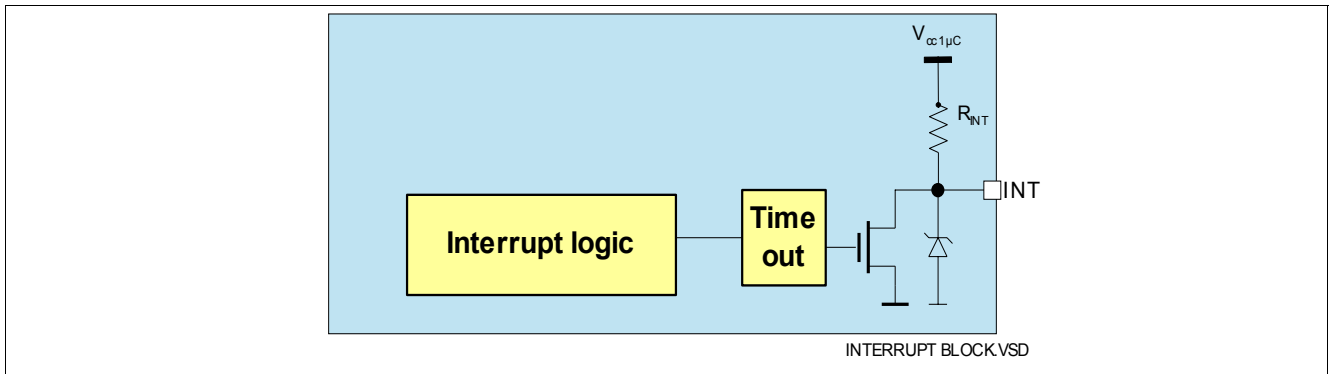 Vcc1µC
RINT
INT
Interrupt logic
Time
out
INTERRUPT BLOCK.VSD